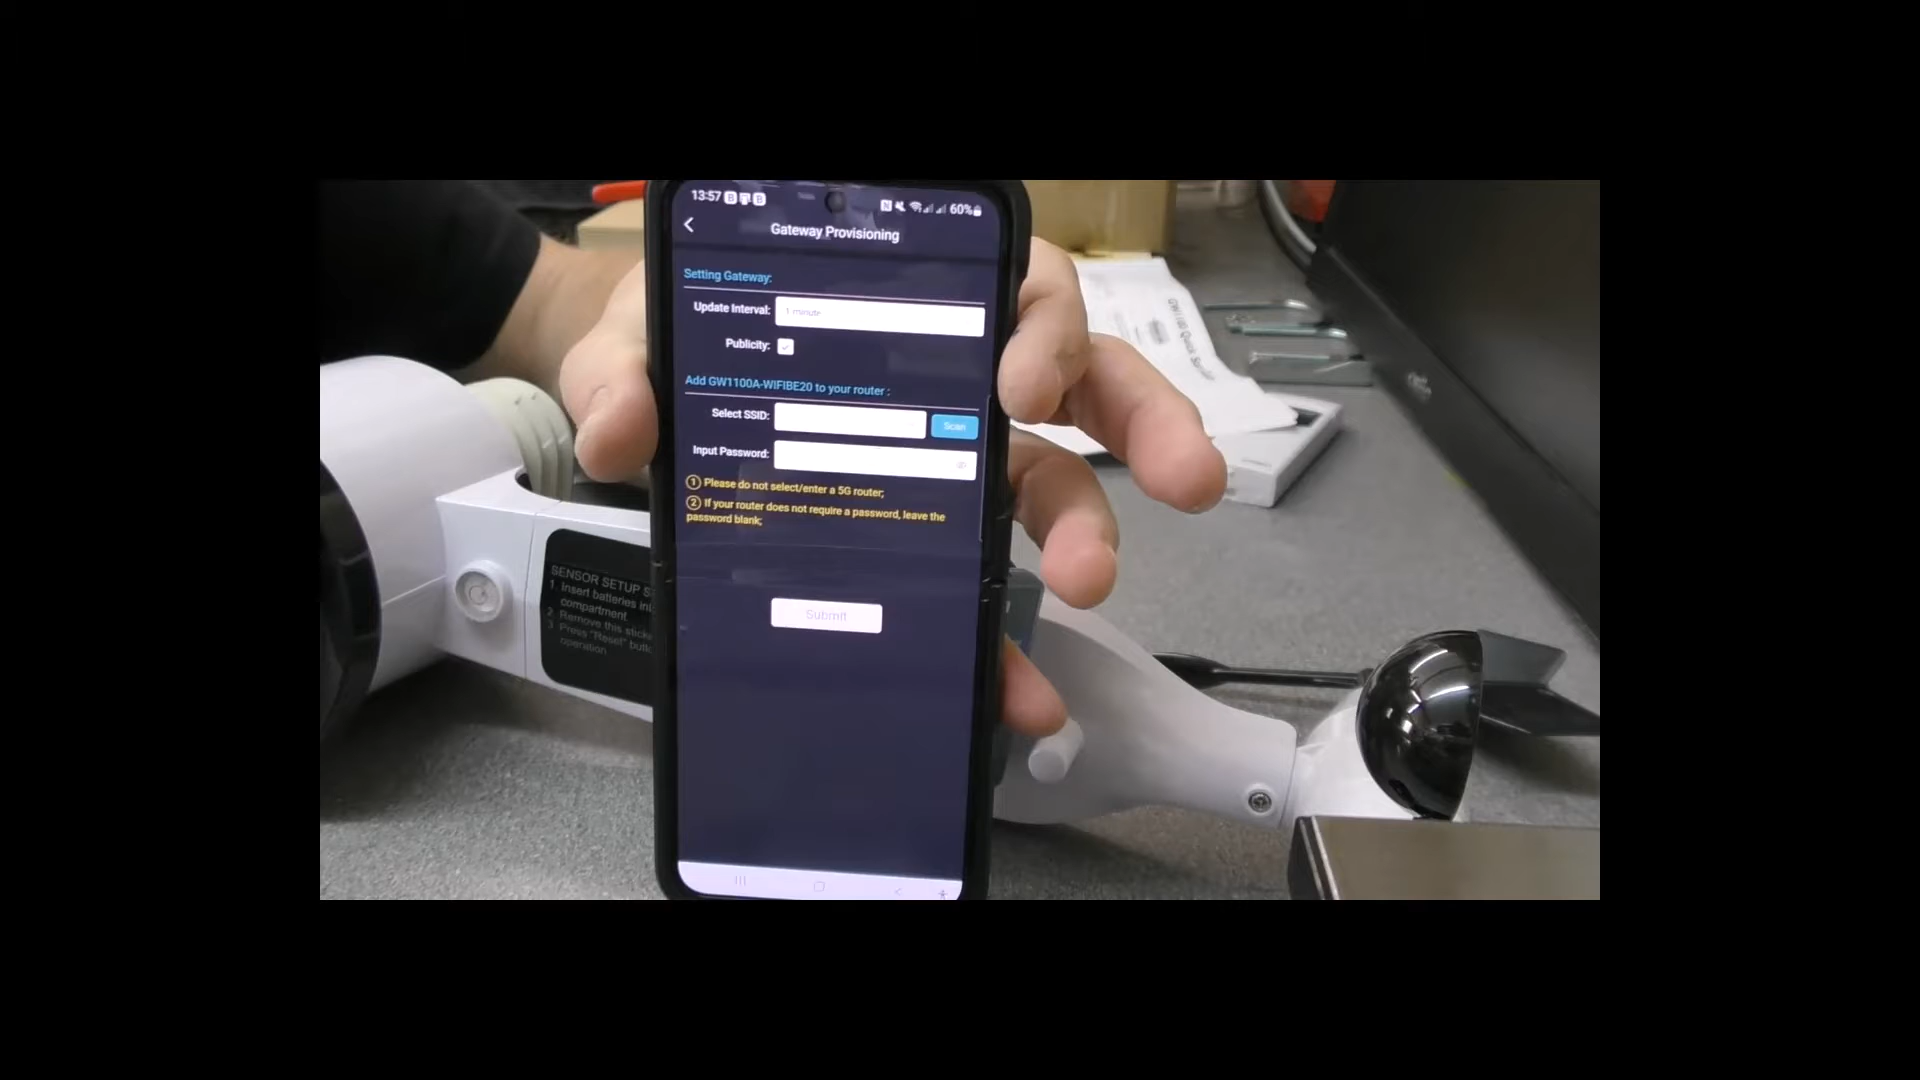 13:57
60%
Gateway Provisioning
Setting Gateway:
Update Interval: 1 minute
Publicity:
Add GW1100A-WIFIBE20 to your router :
Select SSID: Scan
Input Password:
1 Please do not select/enter a 5G router;
2 If your router does not require a password, leave the
password blank;
Submit
SENSOR SETUP
1. Insert batteries
compartment
2. Remove this
3. Press "Reset"
operation
GW1100 Quick